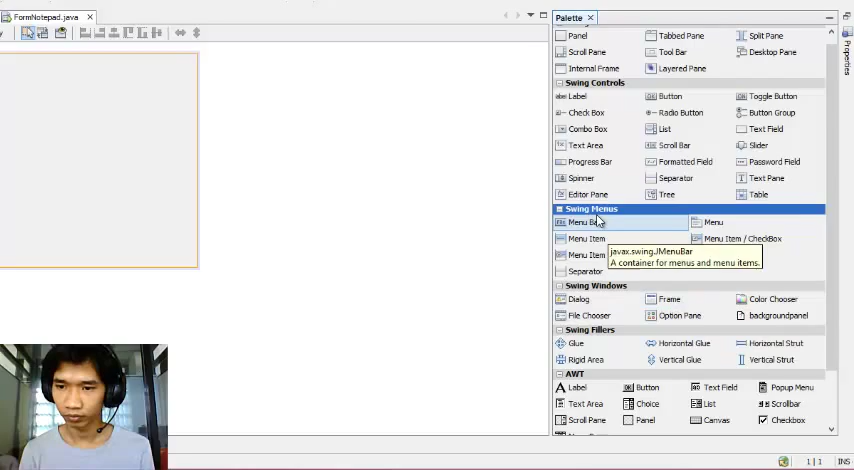 FormNotepad.java
Palette
Panel Tabbed Pane Split Pane
Scroll Pane Tool Bar Desktop Pane
Internal Frame Layered Pane
Swing Controls
Label Button Toggle Button
Check Box Radio Button Button Group
Combo Box List Text Field
Text Area Scroll Bar Slider
Progress Bar Formatted Field Password Field
Spinner Separator Text Pane
Editor Pane Tree Table
Swing Menus
Menu Menu
Menu Item Menu Item / CheckBox
Menu Item
javax.swing.JMenuBar
A container for menus and menu items.
Separator
Swing Windows
Dialog Frame Color Chooser
File Chooser Option Pane backgroundpanel
Swing Fillers
Glue Horizontal Glue Horizontal Strut
Rigid Area Vertical Glue Vertical Strut
AWT
Label Button Text Field Popup Menu
Text Area Choice List Scrollbar
Scroll Pane Panel Canvas Checkbox
Properties
1 | 1 INS